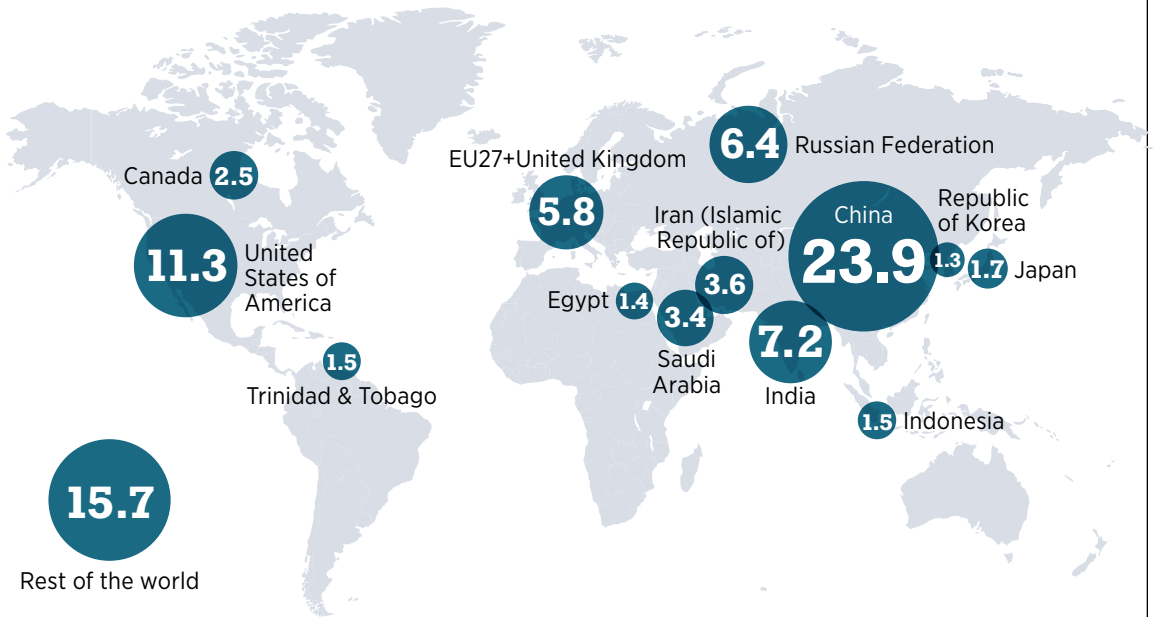 Canada
2.5
11.3
United
States of
America
1.5
Trinidad & Tobago
15.7
Rest of the world
EU27+United Kingdom
5.8
6.4
Russian Federation
Iran (Islamic
Republic of)
3.6
Egypt
1.4
3.4
Saudi
Arabia
China
23.9
Republic
of Korea
1.3
1.7
Japan
7.2
India
1.5
Indonesia